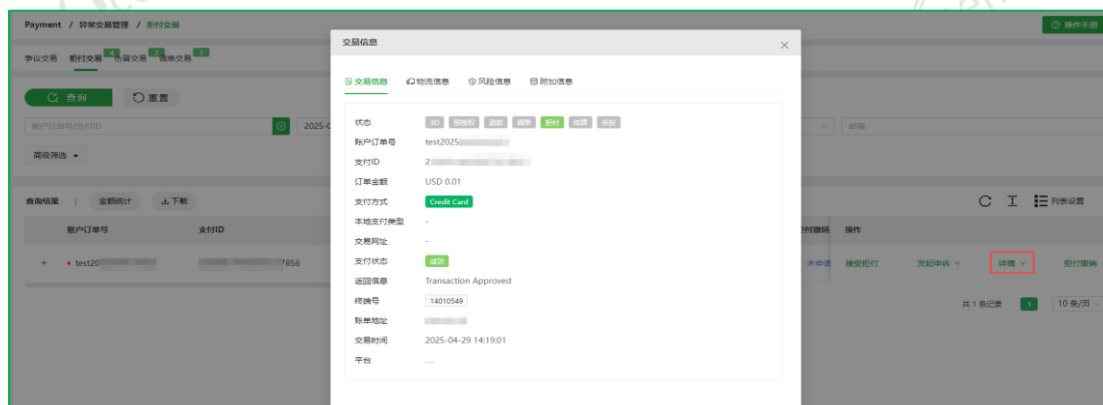 Payment / 异常交易管理 / 拒付交易
操作手册
争议交易 拒付交易 4 伪冒交易 3 调单交易 3
查询 重置
账户订单号/支付ID 2025-0 邮箱
高级筛选
查询结果 | 金额统计 下载 列表设置
账户订单号 支付ID 拒付撤销 操作
+ test20 7856 未申请 接受拒付 发起申诉 详情 拒付撤销
共 1 条记录 1 10 条/页
交易信息 ×
交易信息 物流信息 风险信息 附加信息
状态 3D 预授权 退款 调单 拒付 结算 妥投
账户订单号 test2025
支付ID 2
订单金额 USD 0.01
支付方式 Credit Card
本地支付类型 -
交易网址 -
支付状态 成功
返回信息 Transaction Approved
终端号 14010549
账单地址
交易时间 2025-04-29 14:19:01
平台 ....